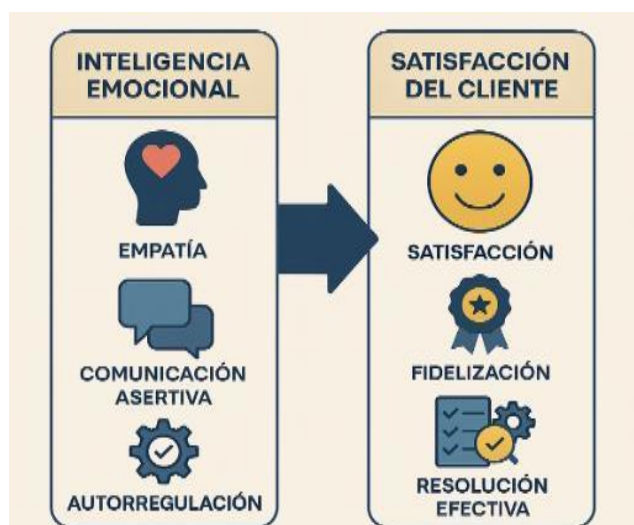 INTELIGENCIA
EMOCIONAL
EMPATÍA
COMUNICACIÓN
ASERTIVA
AUTORREGULACIÓN
SATISFACCIÓN
DEL CLIENTE
SATISFACCIÓN
FIDELIZACIÓN
RESOLUCIÓN
EFECTIVA